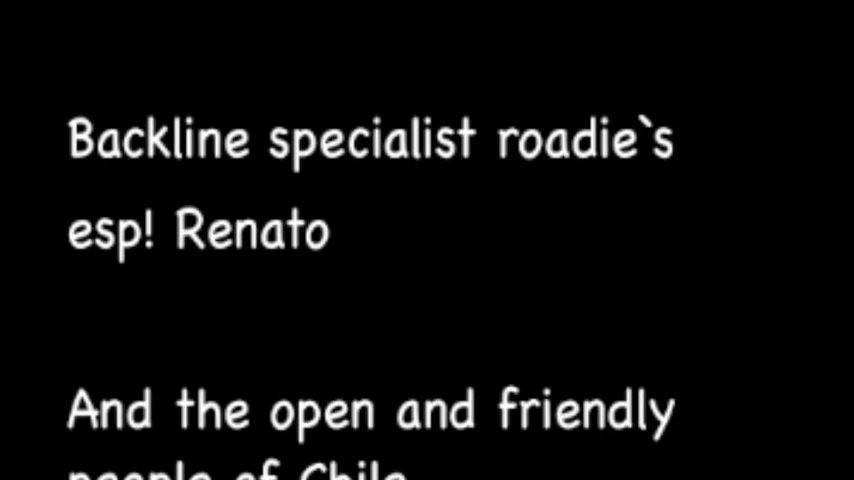 Backline specialist roadie`s
esp! Renato
And the open and friendly
people of Chile